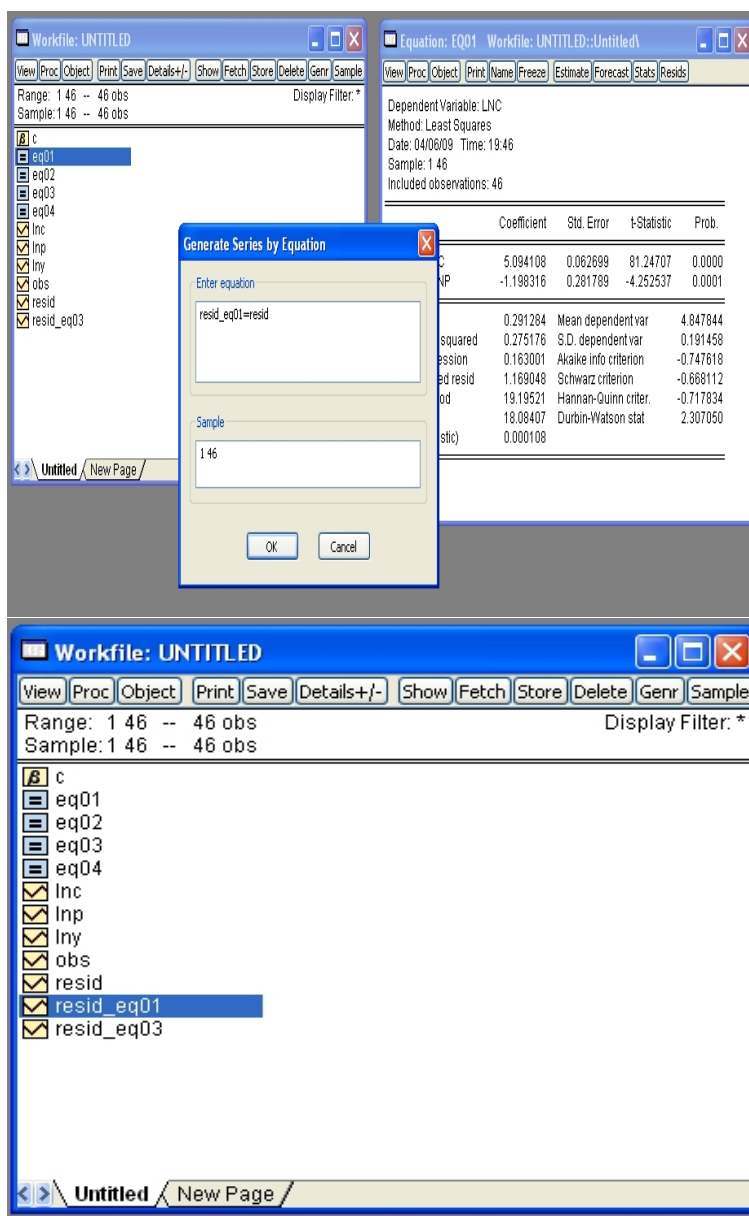 Workfile: UNTITLED
View Proc Object Print Save Details+/- Show Fetch Store Delete Genr Sample
Range: 1 46 -- 46 obs Display Filter: *
Sample: 1 46 -- 46 obs
c
eq01
eq02
eq03
eq04
lnc
lnp
lny
obs
resid
resid_eq03
Untitled New Page
Equation: EQ01 Workfile: UNTITLED::Untitled\
View Proc Object Print Name Freeze Estimate Forecast Stats Resids
Dependent Variable: LNC
Method: Least Squares
Date: 04/06/09 Time: 19:46
Sample: 1 46
Included observations: 46
Coefficient Std. Error t-Statistic Prob.
C 5.094108 0.062699 81.24707 0.0000
NP -1.198316 0.281789 -4.252537 0.0001
0.291284 Mean dependent var 4.847844
squared 0.275176 S.D. dependent var 0.191458
ession 0.163001 Akaike info criterion -0.747618
ed resid 1.169048 Schwarz criterion -0.668112
od 19.19521 Hannan-Quinn criter. -0.717834
18.08407 Durbin-Watson stat 2.307050
stic) 0.000108
Generate Series by Equation
Enter equation
resid_eq01=resid
Sample
1 46
OK Cancel
Workfile: UNTITLED
View Proc Object Print Save Details+/- Show Fetch Store Delete Genr Sample
Range: 1 46 -- 46 obs Display Filter: *
Sample: 1 46 -- 46 obs
c
eq01
eq02
eq03
eq04
lnc
lnp
lny
obs
resid
resid_eq01
resid_eq03
Untitled New Page